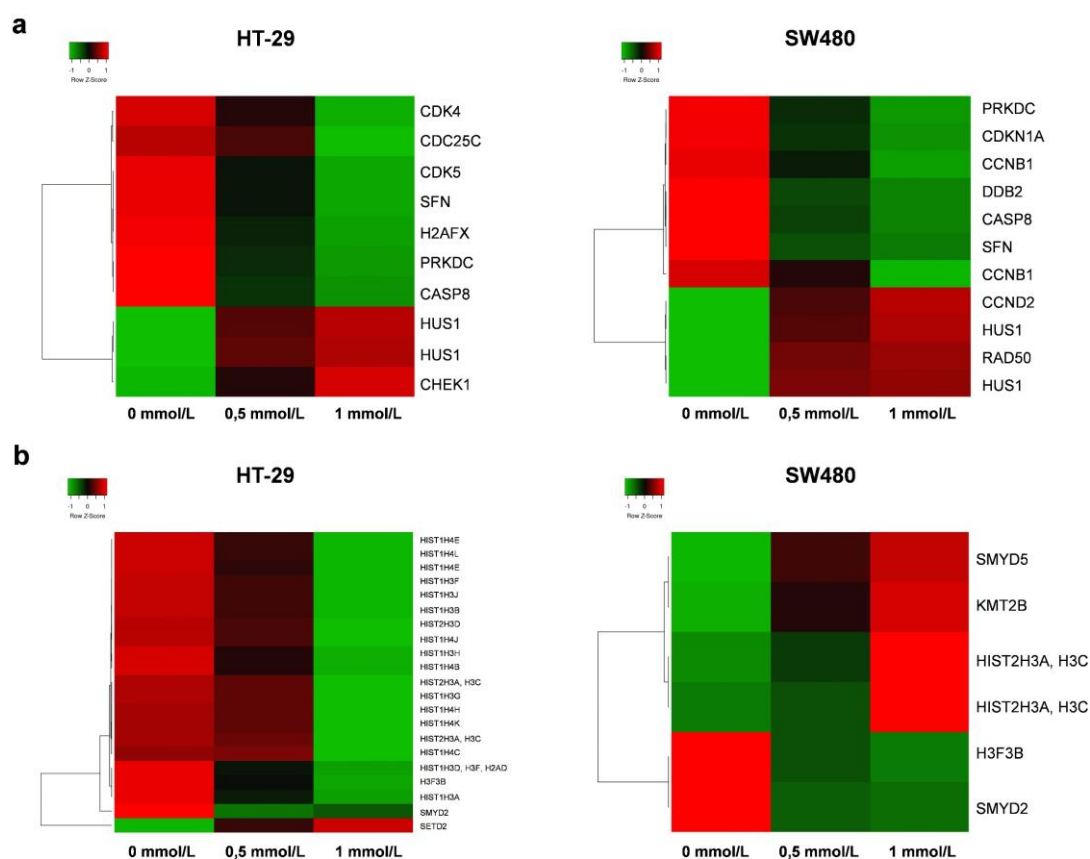 a
HT-29
-1 0 1
Row Z-Score
CDK4
CDC25C
CDK5
SFN
H2AFX
PRKDC
CASP8
HUS1
HUS1
CHEK1
0 mmol/L 0,5 mmol/L 1 mmol/L
SW480
-1 0 1
Row Z-Score
PRKDC
CDKN1A
CCNB1
DDB2
CASP8
SFN
CCNB1
CCND2
HUS1
RAD50
HUS1
0 mmol/L 0,5 mmol/L 1 mmol/L
b
HT-29
-1 0 1
Row Z-Score
HIST1H4E
HIST1H4L
HIST1H4E
HIST1H3F
HIST1H3J
HIST1H3B
HIST2H3D
HIST1H4J
HIST1H3H
HIST1H4B
HIST2H3A, H3C
HIST1H3G
HIST1H4H
HIST1H4K
HIST2H3A, H3C
HIST1H4C
HIST1H3D, H3F, H2AD
H3F3B
HIST1H3A
SMYD2
SETD2
0 mmol/L 0,5 mmol/L 1 mmol/L
SW480
-1 0 1
Row Z-Score
SMYD5
KMT2B
HIST2H3A, H3C
HIST2H3A, H3C
H3F3B
SMYD2
0 mmol/L 0,5 mmol/L 1 mmol/L